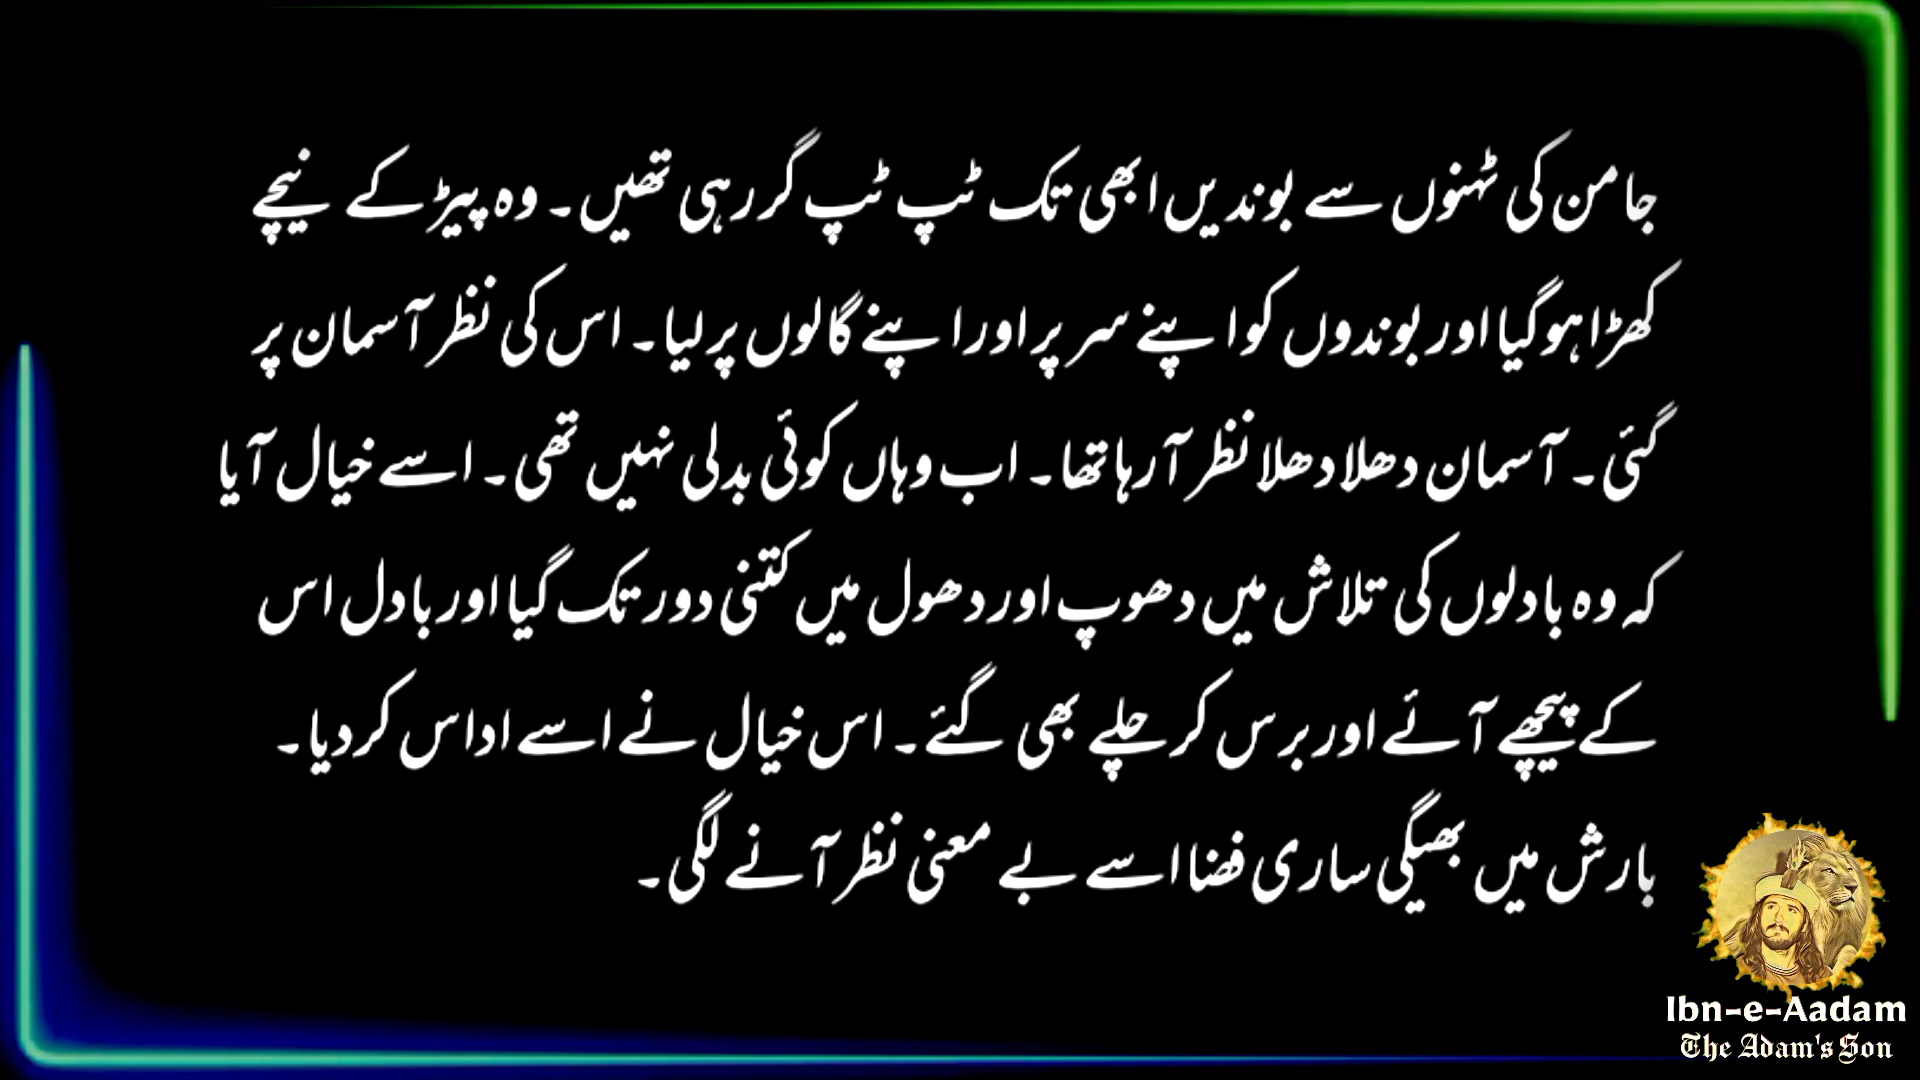 جامن کی ٹہنوں سے بوندیں ابھی تک ٹپ ٹپ گر رہی تھیں۔ وہ پیڑ کے نیچے
کھڑا ہو گیا اور بوندوں کو اپنے سر پر اور اپنے گالوں پر لیا۔ اس کی نظر آسمان پر
گئی۔ آسمان دھلا دھلا نظر آ رہا تھا۔ اب وہاں کوئی بدلی نہیں تھی۔ اسے خیال آیا
کہ وہ بادلوں کی تلاش میں دھوپ اور دھول میں کتنی دور تک گیا اور بادل اس
کے پیچھے آئے اور برس کر چلے بھی گئے۔ اس خیال نے اسے اداس کر دیا۔
بارش میں بھیگی ساری فضا اسے بے معنی نظر آنے لگی۔
Ibn-e-Aadam
The Adam's Son